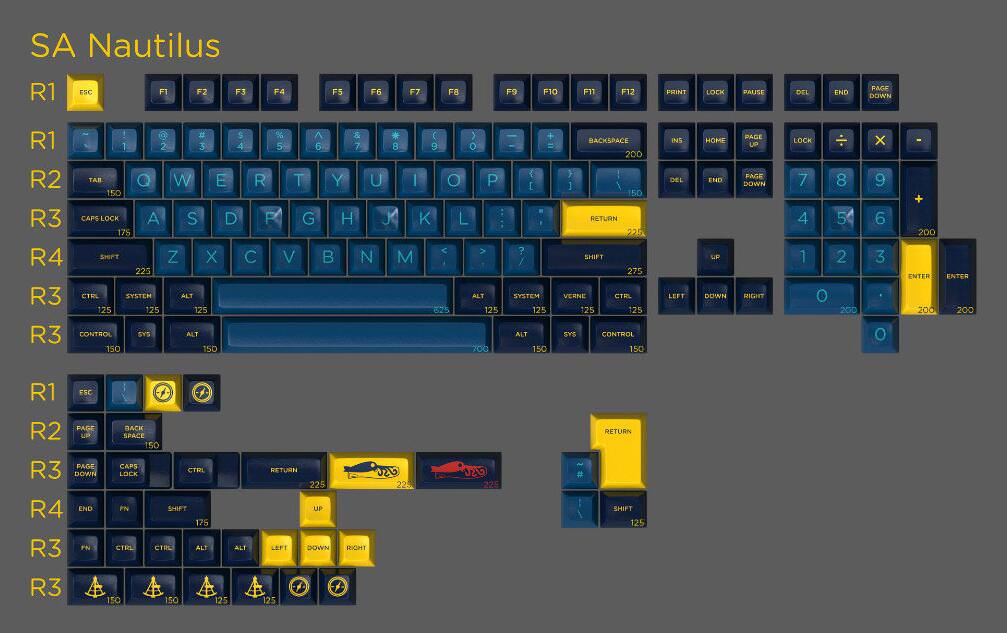 SA Nautilus
R1 ESC F1 F2 F3 F4 F5 F6 F7 F8 F9 F10 F11 F12 PRINT LOCK PAUSE DEL END PAGE DOWN
R1 ~ ` ! 1 @ 2 # 3 $ 4 % 5 ^ 6 & 7 * 8 ( 9 ) 0 — - + = BACKSPACE 200 INS HOME PAGE UP LOCK ÷ × -
R2 TAB 150 Q W E R T Y U I O P { [ } ] | \ 150 DEL END PAGE DOWN 7 8 9 + 200
R3 CAPS LOCK 175 A S D F G H J K L : ; " ' RETURN 225 4 5 6
R4 SHIFT 225 Z X C V B N M < , > . ? / SHIFT 275 UP 1 2 3 ENTER 200 ENTER 200
R3 CTRL 125 SYSTEM 125 ALT 125 625 ALT 125 SYSTEM 125 VERNE 125 CTRL 125 LEFT DOWN RIGHT 0 200 .
R3 CONTROL 150 SYS ALT 150 700 ALT 150 SYS CONTROL 150 0
R1 ESC | \
R2 PAGE UP BACK SPACE 150 RETURN
R3 PAGE DOWN CAPS LOCK CTRL RETURN 225 225 225 ~ #
R4 END FN SHIFT 175 UP | \ SHIFT 125
R3 FN CTRL CTRL ALT ALT LEFT DOWN RIGHT
R3 150 150 125 125